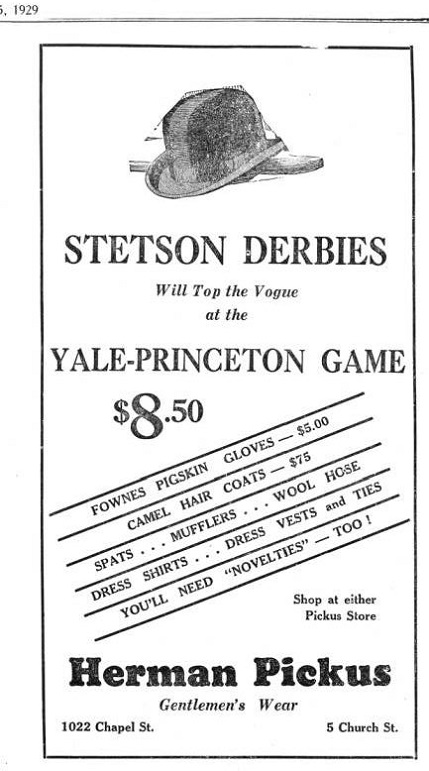 5, 1929
STETSON DERBIES
Will Top the Vogue
at the
YALE-PRINCETON GAME
$8.50
FOWNES PIGSKIN GLOVES — $5.00
CAMEL HAIR COATS — $75
SPATS . . . MUFFLERS . . . WOOL HOSE
DRESS SHIRTS . . . DRESS VESTS and TIES
YOU'LL NEED "NOVELTIES" — TOO !
Shop at either
Pickus Store
Herman Pickus
Gentlemen's Wear
1022 Chapel St. 5 Church St.